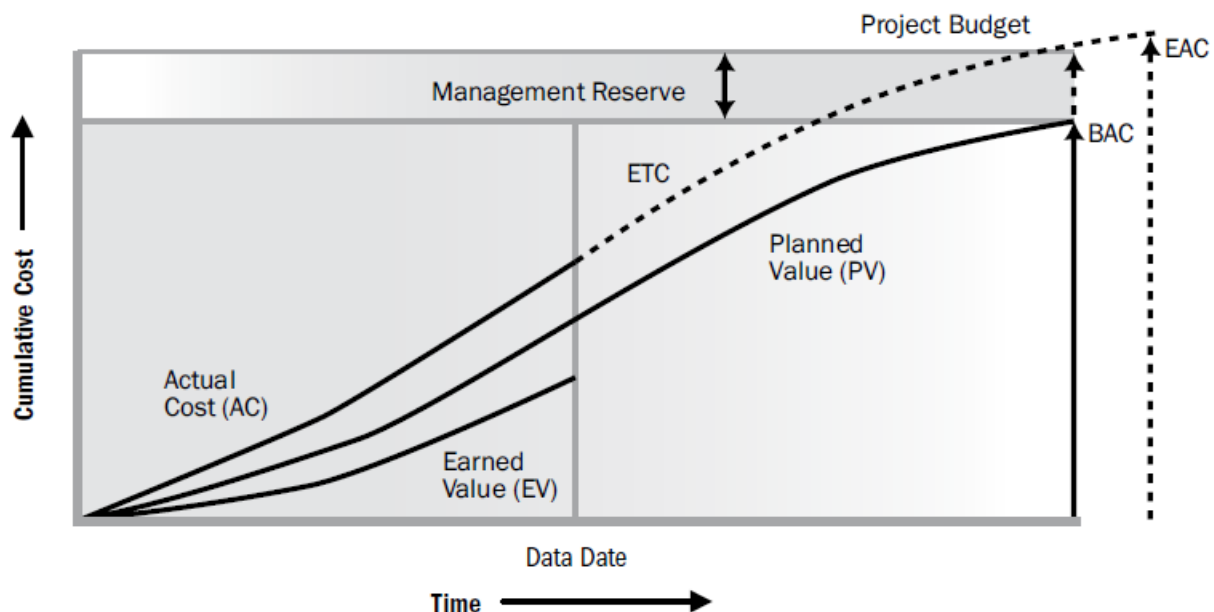 Project Budget
EAC
Management Reserve
BAC
ETC
Planned
Value (PV)
Cumulative Cost
Actual
Cost (AC)
Earned
Value (EV)
Data Date
Time